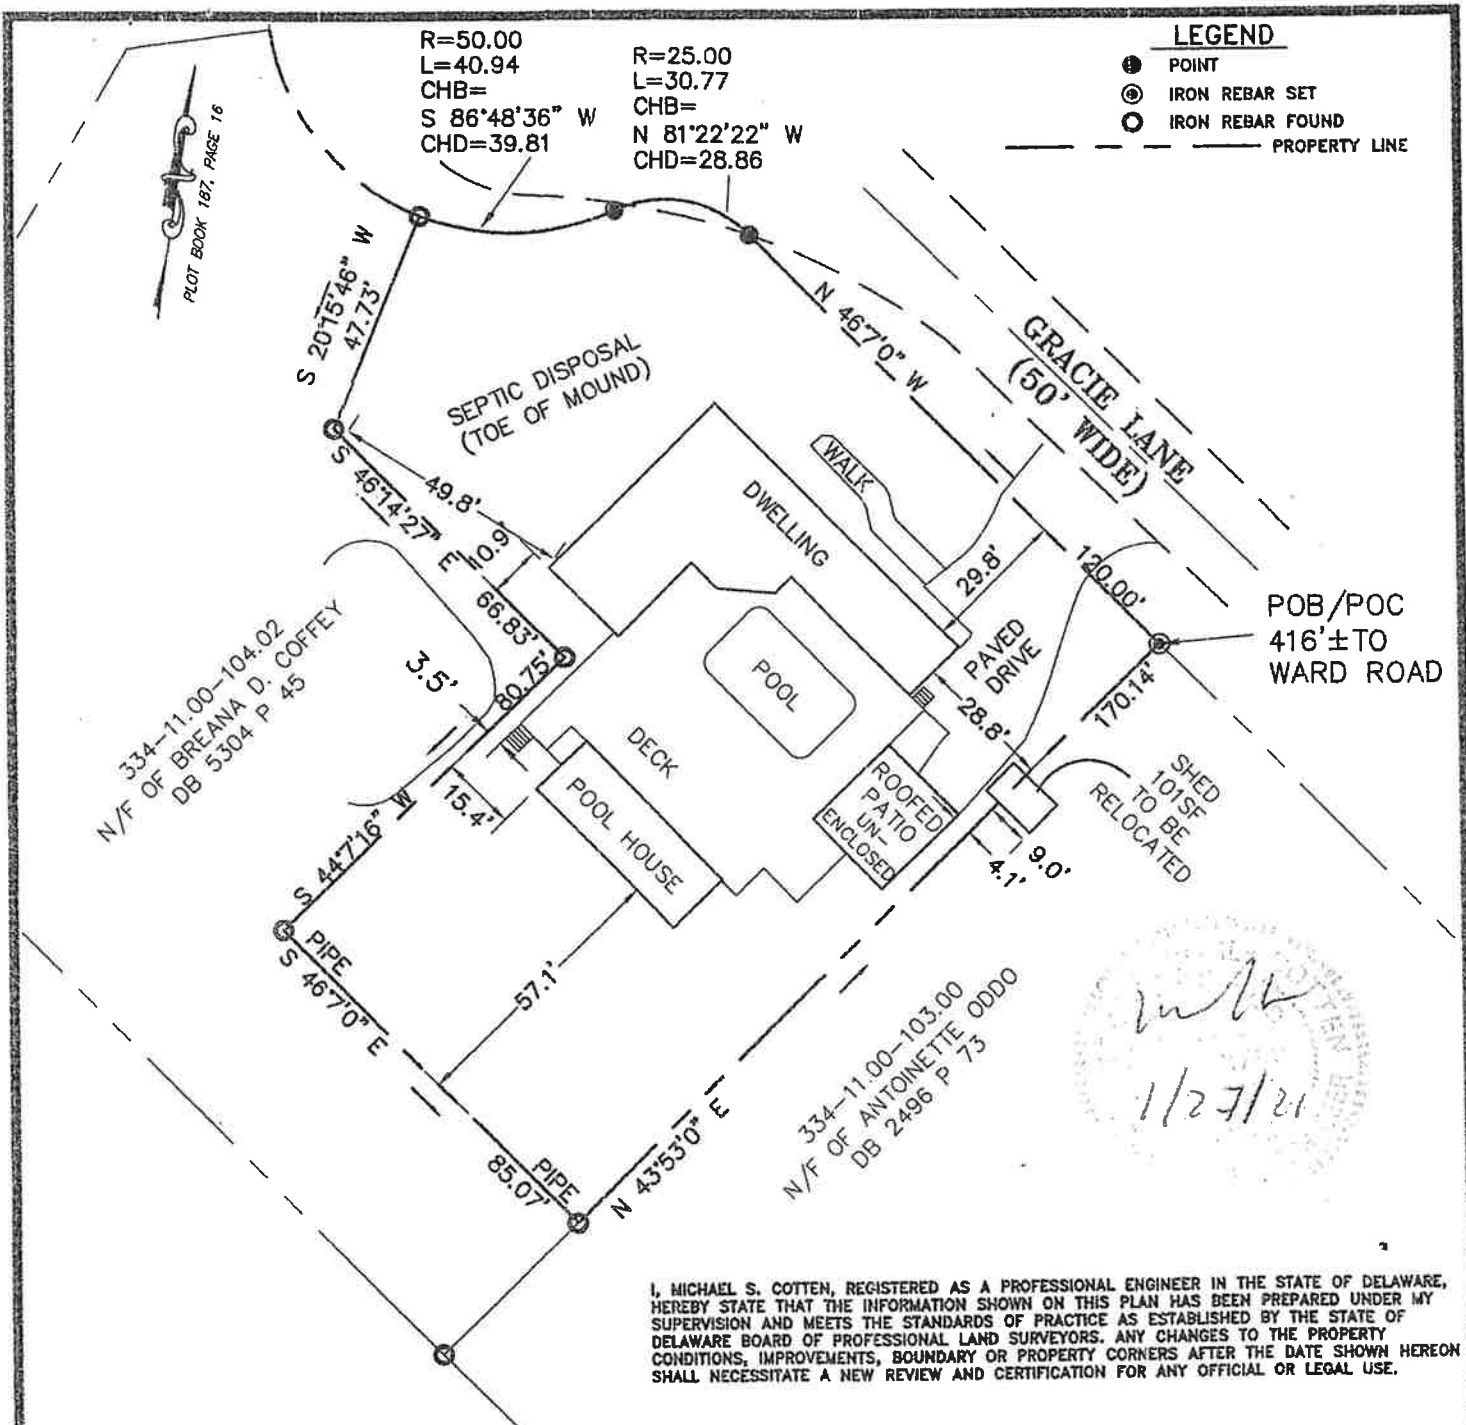 R=50.00
L=40.94
CHB=
S 86°48'36" W
CHD=39.81
R=25.00
L=30.77
CHB=
N 81°22'22" W
CHD=28.86
LEGEND
POINT
IRON REBAR SET
IRON REBAR FOUND
PROPERTY LINE
PLOT BOOK 187, PAGE 16
S 20°15'46" W
47.73'
SEPTIC DISPOSAL
(TOE OF MOUND)
N 46°7'0" W
GRACIE LANE
(50' WIDE)
S 46°14'27" E
49.8'
10.9'
66.83'
WALK
DWELLING
29.8'
120.00'
POB/POC
416'±TO
WARD ROAD
334-11.00-104.02
N/F OF BREANA D. COFFEY
DB 5304 P 45
3.5'
80.75'
POOL
PAVED
DRIVE
28.8'
170.14'
DECK
15.4'
POOL HOUSE
ROOFED
PATIO
UN-
ENCLOSED
SHED
101SF
TO BE
RELOCATED
9.0'
4.1'
S 44°7'16" W
PIPE
S 46°7'0" E
57.1'
334-11.00-103.00
N/F OF ANTOINETTE ODDO
DB 2496 P 73
1/27/21
N 43°53'0" E
PIPE
85.07'
I, MICHAEL S. COTTEN, REGISTERED AS A PROFESSIONAL ENGINEER IN THE STATE OF DELAWARE,
HEREBY STATE THAT THE INFORMATION SHOWN ON THIS PLAN HAS BEEN PREPARED UNDER MY
SUPERVISION AND MEETS THE STANDARDS OF PRACTICE AS ESTABLISHED BY THE STATE OF
DELAWARE BOARD OF PROFESSIONAL LAND SURVEYORS. ANY CHANGES TO THE PROPERTY
CONDITIONS, IMPROVEMENTS, BOUNDARY OR PROPERTY CORNERS AFTER THE DATE SHOWN HEREON
SHALL NECESSITATE A NEW REVIEW AND CERTIFICATION FOR ANY OFFICIAL OR LEGAL USE.